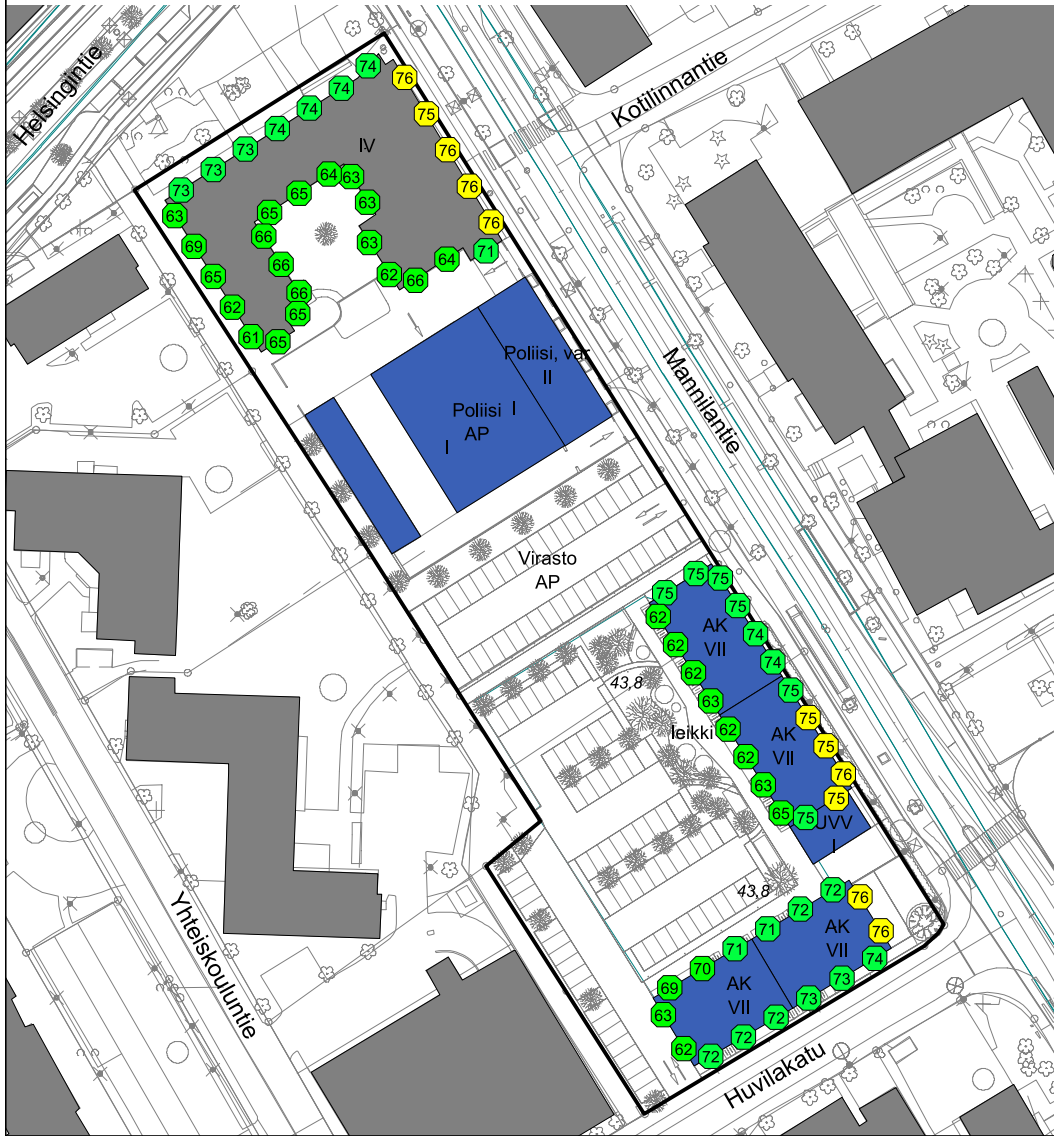 Helsingintie
Kotilinnantie
74
76
74
75
74
74
IV
76
73
73
73
64
63
65
76
63
63
65
76
69
66
63
64
71
65
66
62
66
62
66
65
61
65
Poliisi, var
II
Mannilantie
Poliisi
I
AP
I
Virasto
AP
75
75
75
75
62
AK
VII
74
62
74
62
43,8
75
63
75
leikki
62
AK
VII
75
62
76
63
75
65
75
UVV
I
43,8
72
76
72
71
AK
VII
76
71
74
70
73
69
AK
VII
73
63
72
72
62
72
Yhteiskouluntie
Huvilakatu